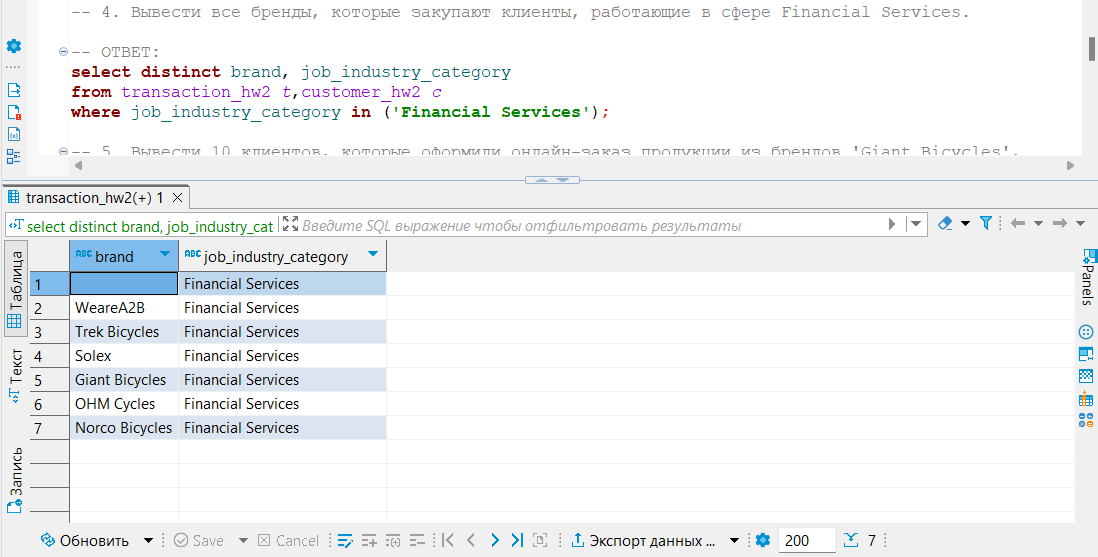 -- 4. Вывести все бренды, которые закупают клиенты, работающие в сфере Financial Services.
-- ОТВЕТ:
select distinct brand, job_industry_category
from transaction_hw2 t,customer_hw2 c
where job_industry_category in ('Financial Services');
-- 5. Вывести 10 клиентов, которые оформили онлайн-заказ продукции из брендов 'Giant Bicycles',
transaction_hw2(+) 1
select distinct brand, job_industry_cat
Введите SQL выражение чтобы отфильтровать результаты
Таблица
Текст
Запись
Panels
ABC brand ABC job_industry_category
1 Financial Services
2 WeareA2B Financial Services
3 Trek Bicycles Financial Services
4 Solex Financial Services
5 Giant Bicycles Financial Services
6 OHM Cycles Financial Services
7 Norco Bicycles Financial Services
Обновить Save Cancel Экспорт данных ... 200 7